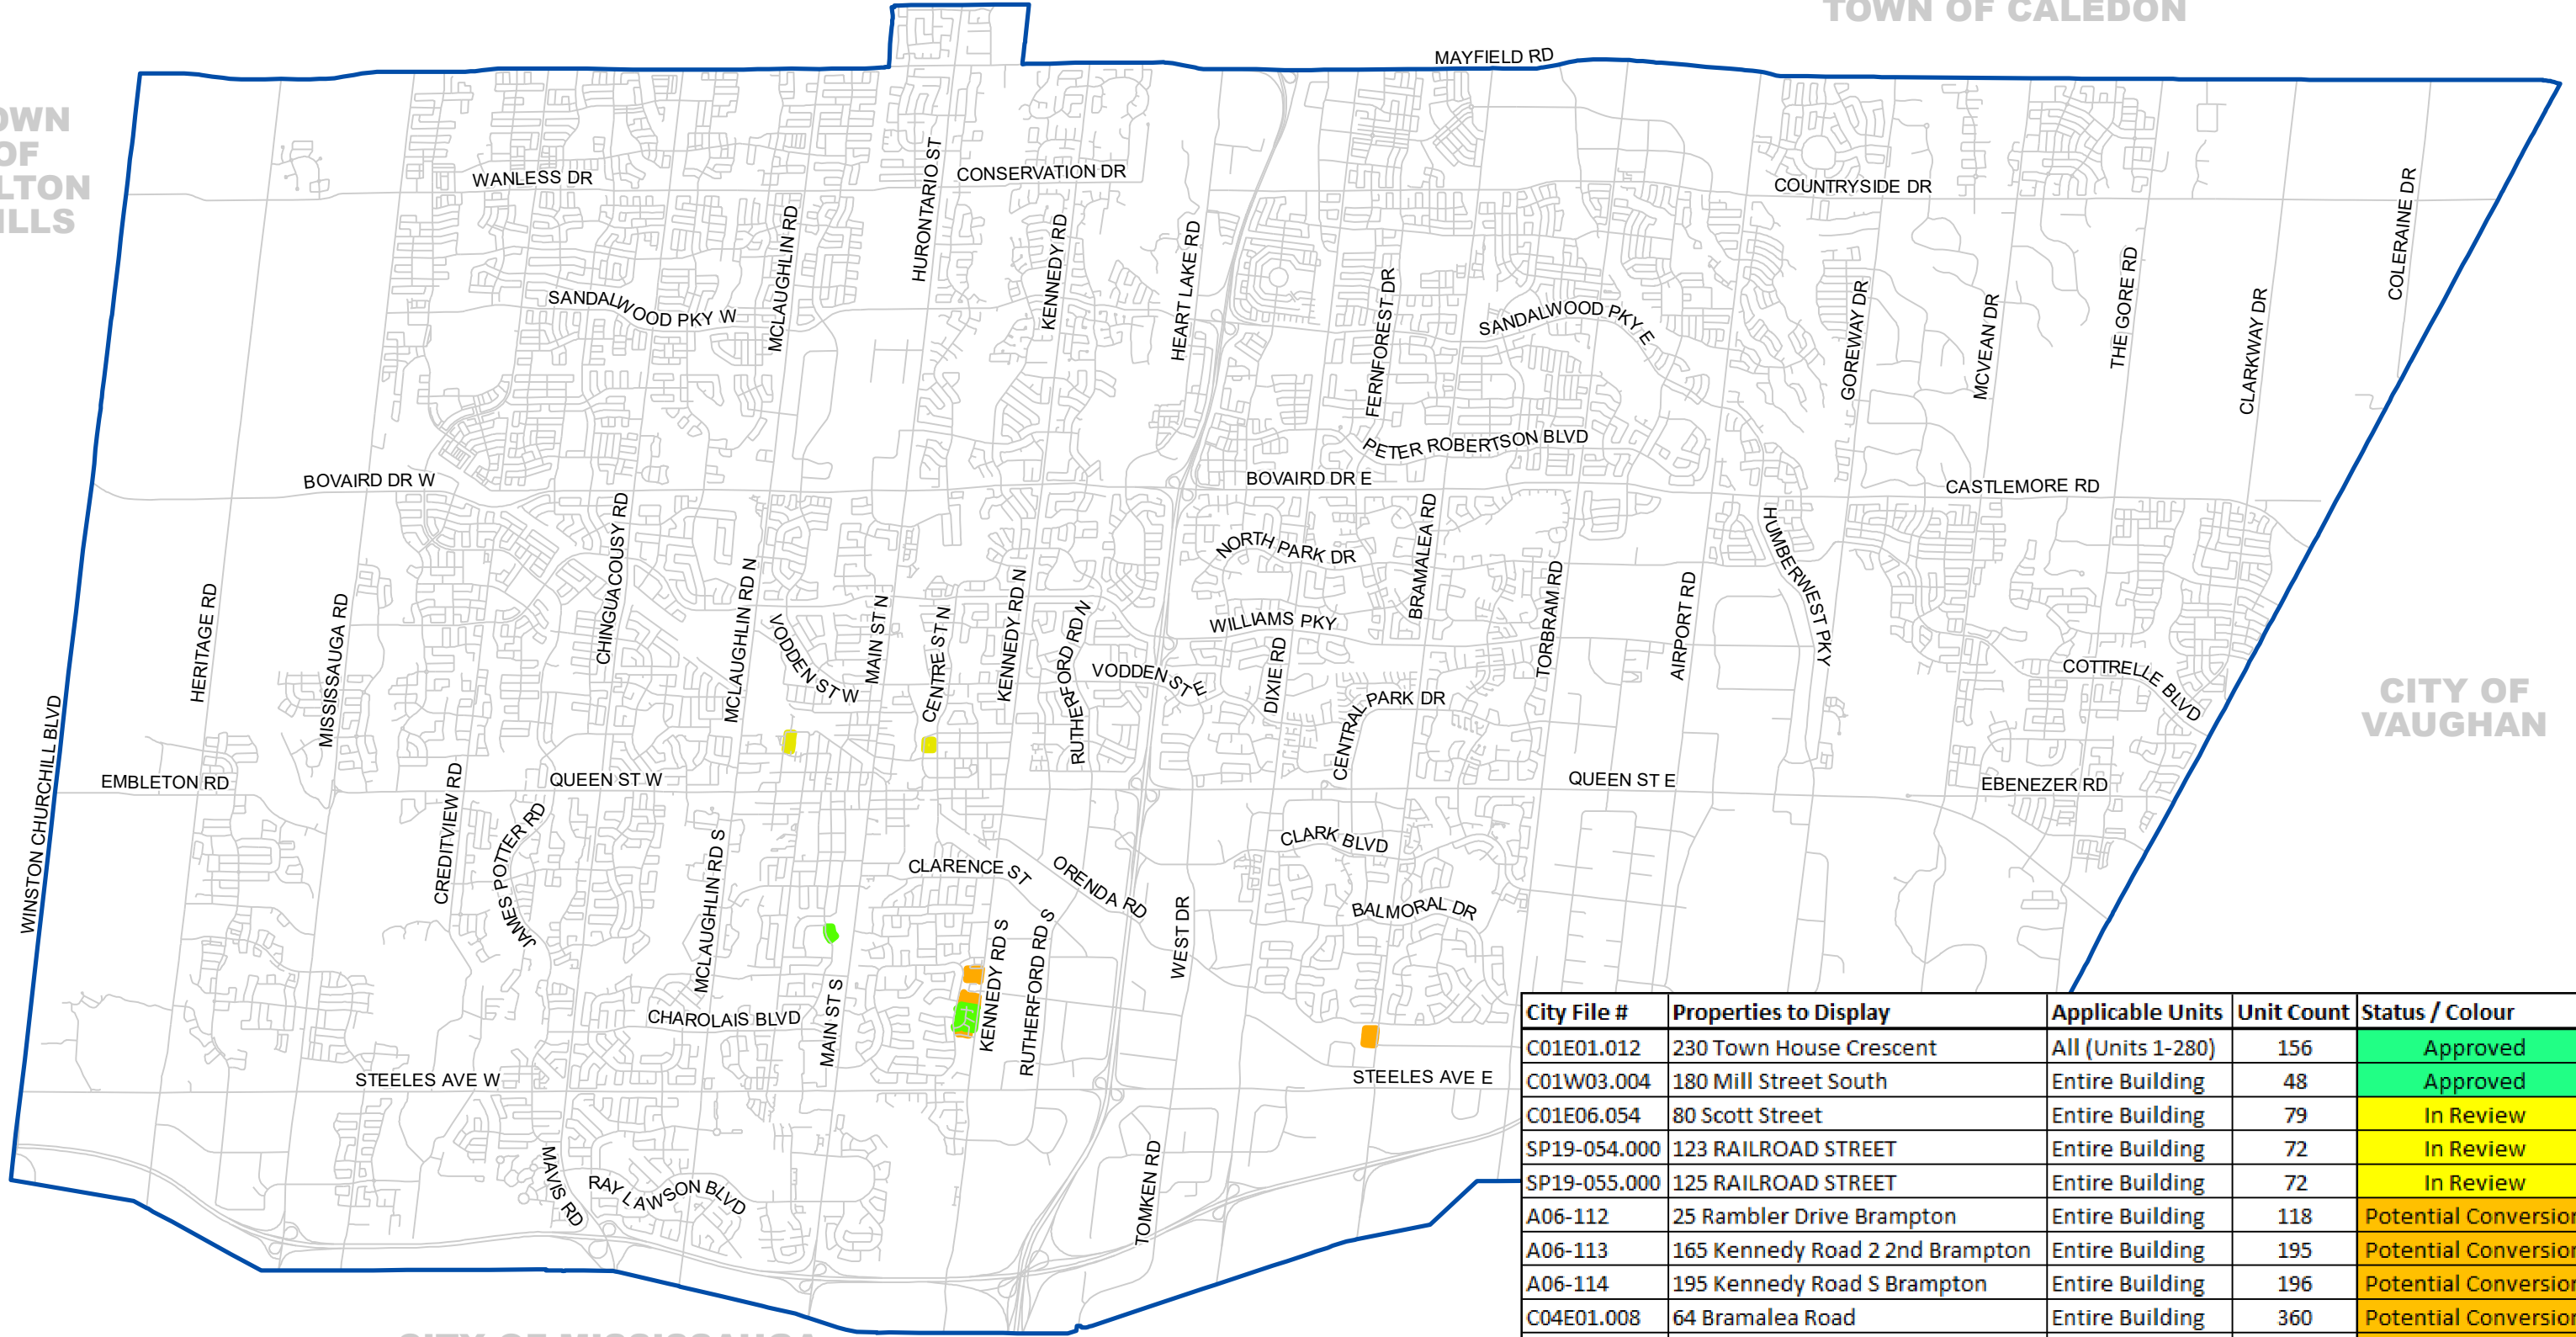 TOWN OF CALEDON
MAYFIELD RD
OF
WANLESS DR
CONSERVATION DR
COUNTRYSIDE DR
HURONTARIO ST
MCLAUGHLIN RD
KENNEDY RD
HEART LAKE RD
COLERAINE DR
SANDALWOOD PKY W
FERNFOREST DR
SANDALWOOD PKY E
GOREWAY DR
MCVEAN DR
THE GORE RD
CLARKWAY DR
PETER ROBERTSON BLVD
BOVAIRD DR W
BOVAIRD DR E
CASTLEMORE RD
CHINGUACOUSY RD
BRAMALEA RD
NORTH PARK DR
HUMBERWEST PKY
HERITAGE RD
MISSISSAUGA RD
MCLAUGHLIN RD N
VODDEN ST W
MAIN ST N
CENTRE ST N
KENNEDY RD N
RUTHERFORD RD N
WILLIAMS PKY
VODDEN ST E
DIXIE RD
TORBRAM RD
AIRPORT RD
COTTRELLE BLVD
CENTRAL PARK DR
CITY OF
VAUGHAN
WINSTON CHURCHILL BLVD
EMBLETON RD
QUEEN ST W
QUEEN ST E
EBENEZER RD
CREDITVIEW RD
JAMES POTTER RD
MCLAUGHLIN RD S
CLARENCE ST
ORENDA RD
CLARK BLVD
BALMORAL DR
WEST DR
KENNEDY RD S
RUTHERFORD RD S
CHAROLAIS BLVD
MAIN ST S
STEELES AVE W
STEELES AVE E
MAVIS RD
RAY LAWSON BLVD
TOMKEN RD
City File # Properties to Display Applicable Units Unit Count Status / Colour
C01E01.012 230 Town House Crescent All (Units 1-280) 156 Approved
C01W03.004 180 Mill Street South Entire Building 48 Approved
C01E06.054 80 Scott Street Entire Building 79 In Review
SP19-054.000 123 RAILROAD STREET Entire Building 72 In Review
SP19-055.000 125 RAILROAD STREET Entire Building 72 In Review
A06-112 25 Rambler Drive Brampton Entire Building 118 Potential Conversion
A06-113 165 Kennedy Road 2 2nd Brampton Entire Building 195 Potential Conversion
A06-114 195 Kennedy Road S Brampton Entire Building 196 Potential Conversion
C04E01.008 64 Bramalea Road Entire Building 360 Potential Conversion